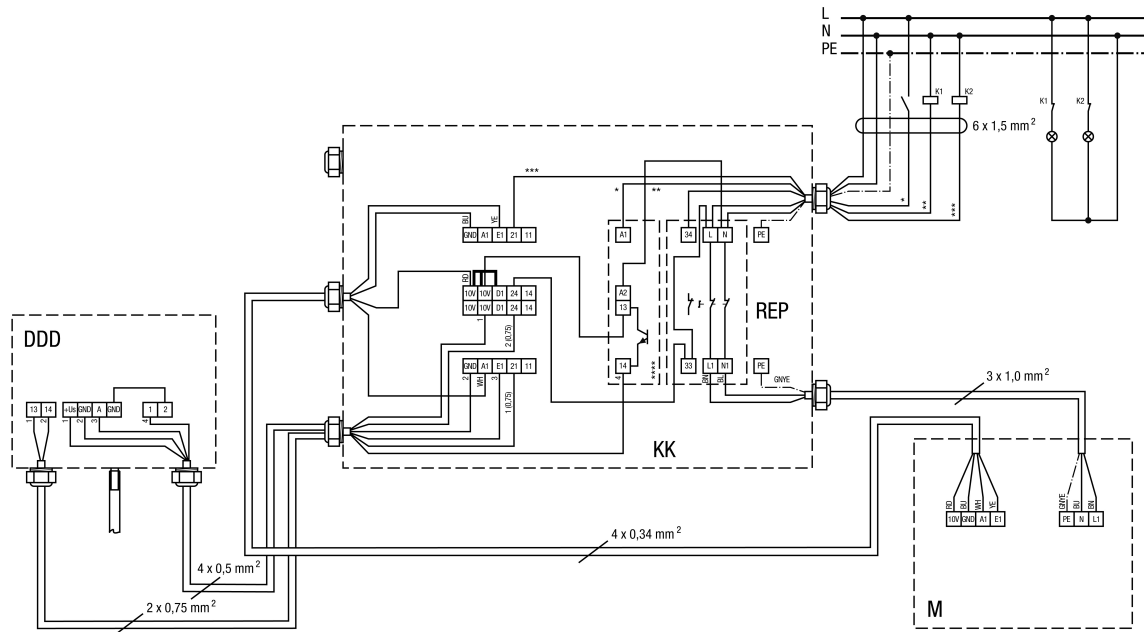 L
N
PE
K1 K2 K1 K2
6 x 1,5 mm²
* ** ***
***
* **
BU YE
GND A1 E1 21 11
A1 34 L N PE
RD
10V 10V D1 24 14
10V 10V D1 24 14
A2
13
REP
1 2 (0,75)
GND A1 E1 21 11
14 33 L1 N1 PE
2 WH 3 1 (0,75)
4 **** BN BL GNYE
KK
DDD
13 14 +Us GND A GND 1 2
1 2 1 2 3 4
3 x 1,0 mm²
4 x 0,34 mm²
4 x 0,5 mm²
2 x 0,75 mm²
RD BU WH YE GNYE BU BN
10V GND A1 E1 PE N L1
M